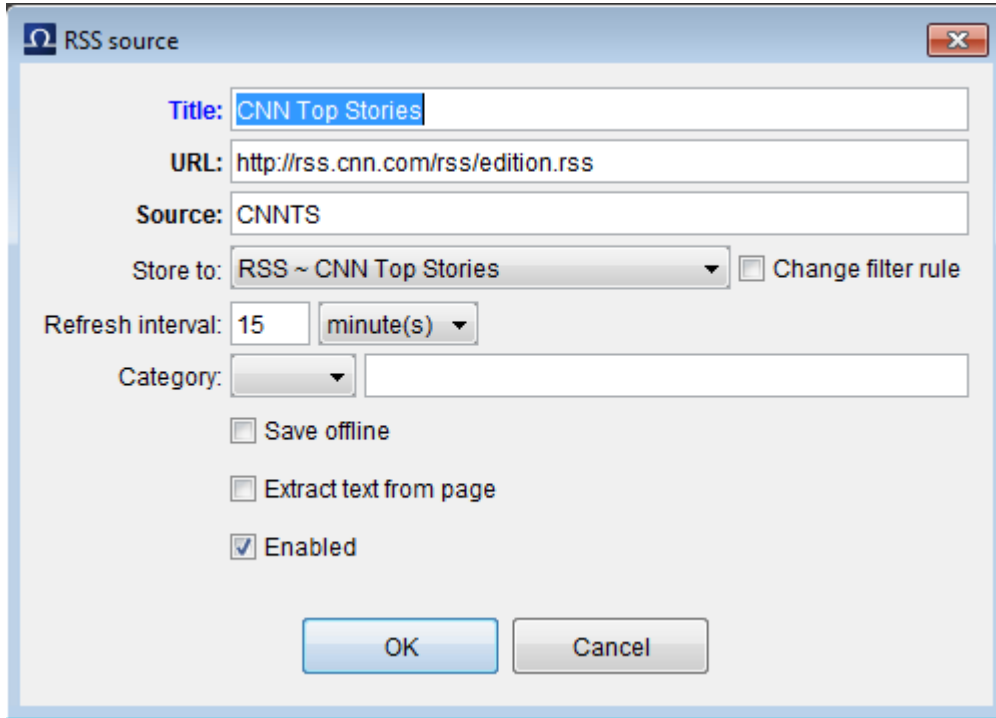 RSS source
Title: CNN Top Stories
URL: http://rss.cnn.com/rss/edition.rss
Source: CNNTS
Store to: RSS ~ CNN Top Stories Change filter rule
Refresh interval: 15 minute(s)
Category:
Save offline
Extract text from page
Enabled
OK Cancel